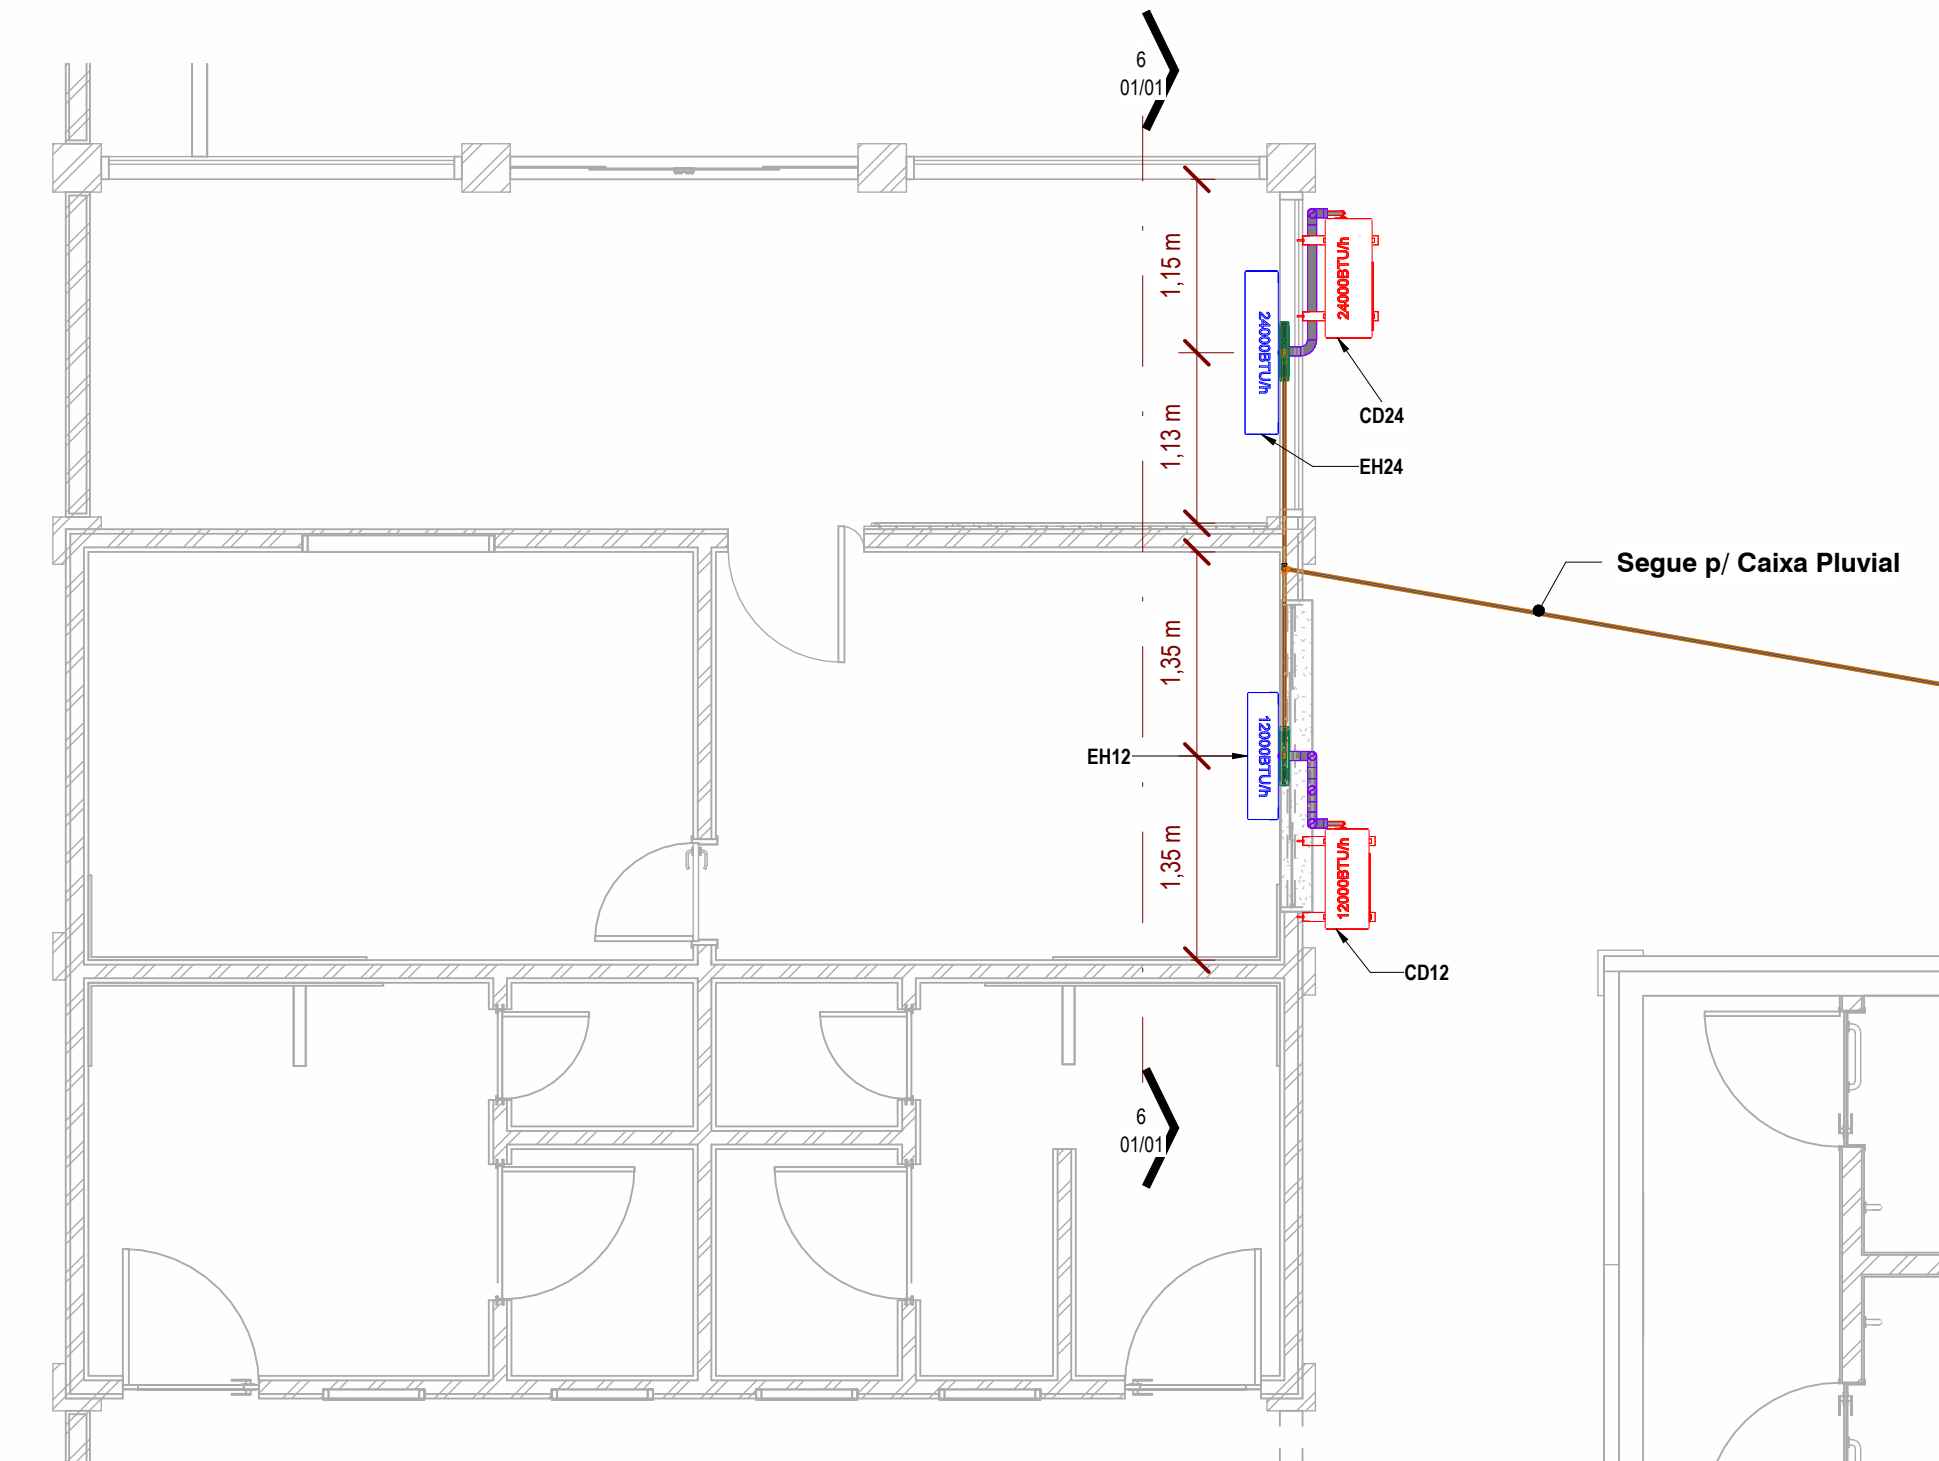 6
01/01
1,15 m
24000BTU/h
24000BTU/h
CD24
1,13 m
EH24
Segue p/ Caixa Pluvial
1,35 m
EH12
12000BTU/h
1,35 m
12000BTU/h
CD12
6
01/01